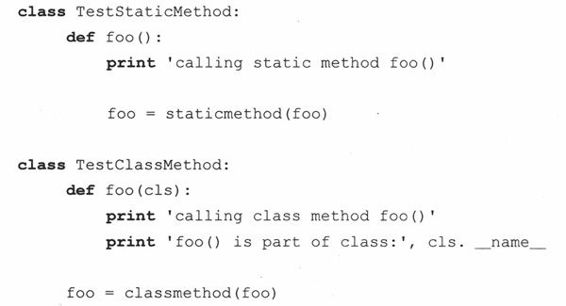 class TestStaticMethod:
    def foo():
        print 'calling static method foo()'

        foo = staticmethod(foo)

class TestClassMethod:
    def foo(cls):
        print 'calling class method foo()'
        print 'foo() is part of class:', cls. __name__

    foo = classmethod(foo)